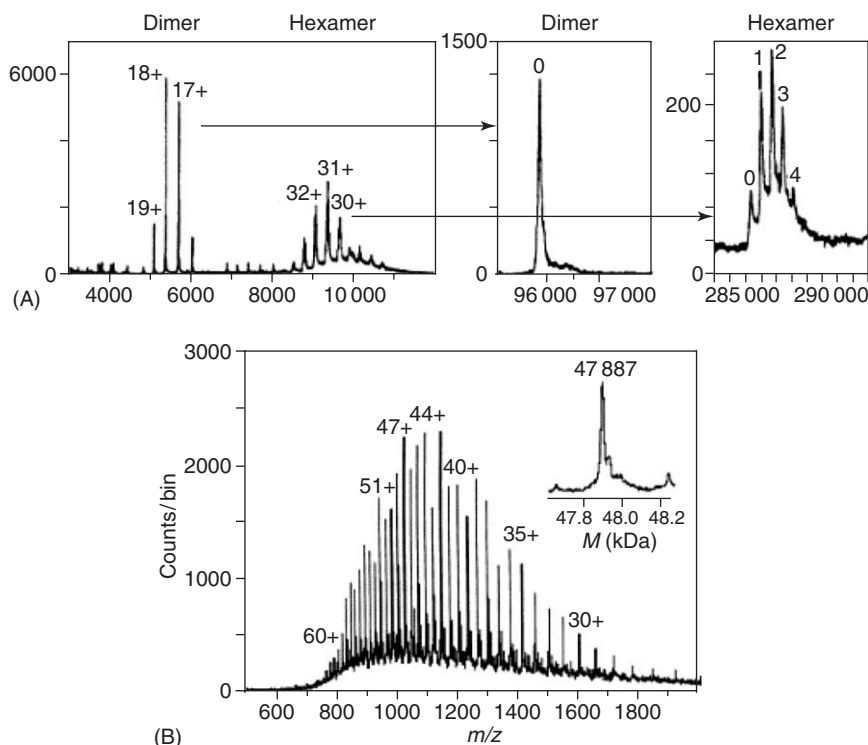 Dimer Hexamer Dimer Hexamer
6000 18+ 17+ 19+ 32+ 31+ 30+ 0
4000 6000 8000 10 000
1500 0 0
96 000 97 000
200 0 1 2 3 4
285 000 290 000
(A)
3000
2000
1000
0
Counts/bin
60+ 51+ 47+ 44+ 40+ 35+ 30+
47 887
47.8 48.0 48.2
M (kDa)
600 800 1000 1200 1400 1600 1800
(B) m/z